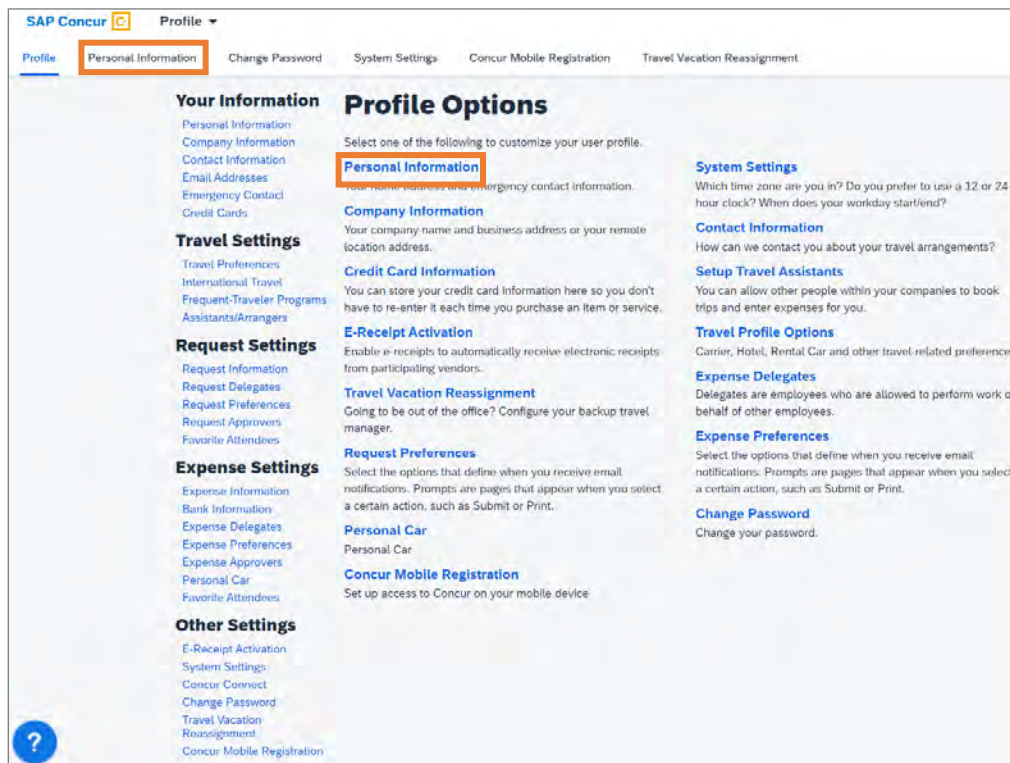 SAP Concur C Profile
Profile Personal Information Change Password System Settings Concur Mobile Registration Travel Vacation Reassignment
Your Information
Personal Information
Company Information
Contact Information
Email Addresses
Emergency Contact
Credit Cards
Travel Settings
Travel Preferences
International Travel
Frequent-Traveler Programs
Assistants/Arrangers
Request Settings
Request Information
Request Delegates
Request Preferences
Request Approvers
Favorite Attendees
Expense Settings
Expense Information
Bank Information
Expense Delegates
Expense Preferences
Expense Approvers
Personal Car
Favorite Attendees
Other Settings
E-Receipt Activation
System Settings
Concur Connect
Change Password
Travel Vacation
Reassignment
Concur Mobile Registration
Profile Options
Select one of the following to customize your user profile.
Personal Information
Your name address and emergency contact information.
Company Information
Your company name and business address or your remote
location address.
Credit Card Information
You can store your credit card information here so you don't
have to re-enter it each time you purchase an item or service.
E-Receipt Activation
Enable e-receipts to automatically receive electronic receipts
from participating vendors.
Travel Vacation Reassignment
Going to be out of the office? Configure your backup travel
manager.
Request Preferences
Select the options that define when you receive email
notifications. Prompts are pages that appear when you select
a certain action, such as Submit or Print.
Personal Car
Personal Car
Concur Mobile Registration
Set up access to Concur on your mobile device
System Settings
Which time zone are you in? Do you prefer to use a 12 or 24
hour clock? When does your workday start/end?
Contact Information
How can we contact you about your travel arrangements?
Setup Travel Assistants
You can allow other people within your companies to book
trips and enter expenses for you.
Travel Profile Options
Carrier, Hotel, Rental Car and other travel-related preference
Expense Delegates
Delegates are employees who are allowed to perform work o
behalf of other employees.
Expense Preferences
Select the options that define when you receive email
notifications. Prompts are pages that appear when you select
a certain action, such as Submit or Print.
Change Password
Change your password.
?